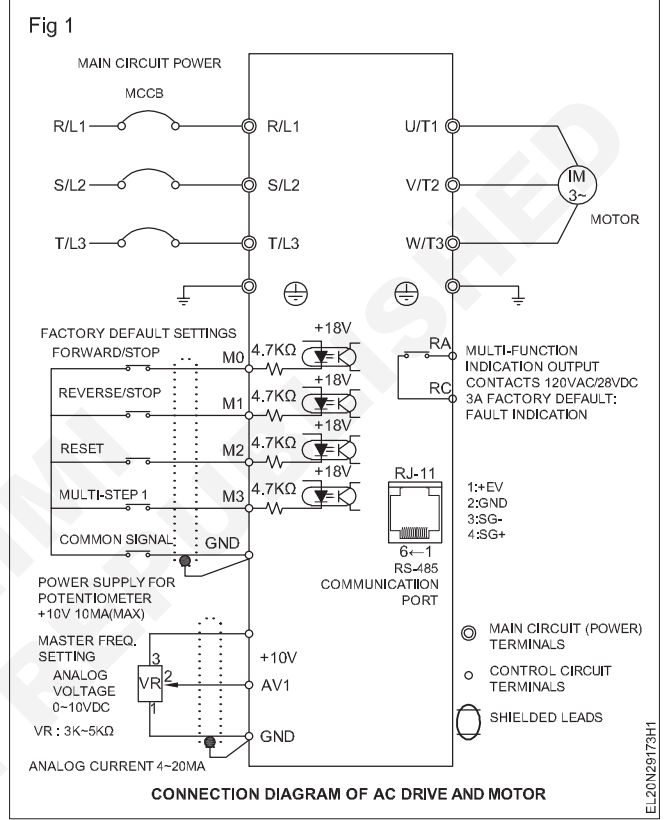 Fig 1
MAIN CIRCUIT POWER
MCCB
R/L1
R/L1
U/T1
S/L2
S/L2
V/T2
IM
3~
MOTOR
T/L3
T/L3
W/T3
FACTORY DEFAULT SETTINGS
FORWARD/STOP
M0
4.7KΩ
+18V
REVERSE/STOP
M1
4.7KΩ
+18V
RESET
M2
4.7KΩ
+18V
MULTI-STEP 1
M3
4.7KΩ
+18V
COMMON SIGNAL
GND
RA
RC
MULTI-FUNCTION
INDICATION OUTPUT
CONTACTS 120VAC/28VDC
3A FACTORY DEFAULT:
FAULT INDICATION
RJ-11
6←1
RS-485
COMMUNICATION
PORT
1:+EV
2:GND
3:SG-
4:SG+
POWER SUPPLY FOR
POTENTIOMETER
+10V 10MA(MAX)
MASTER FREQ.
SETTING
ANALOG
VOLTAGE
0~10VDC
VR : 3K~5KΩ
3
VR
2
1
+10V
AV1
GND
ANALOG CURRENT 4~20MA
MAIN CIRCUIT (POWER)
TERMINALS
CONTROL CIRCUIT
TERMINALS
SHIELDED LEADS
CONNECTION DIAGRAM OF AC DRIVE AND MOTOR
EL20N29173H1